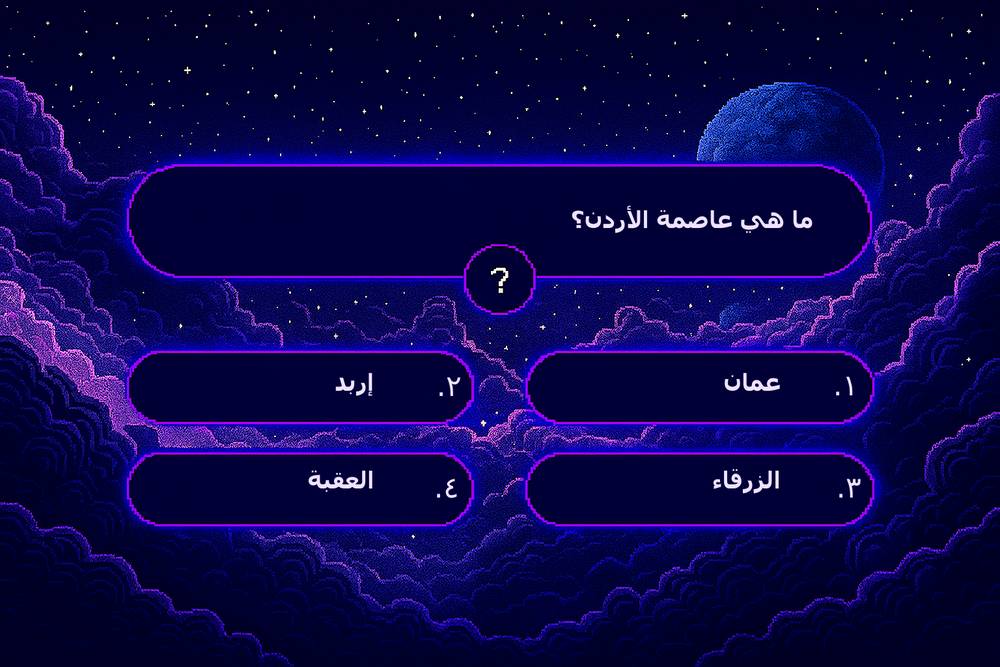 ما هي عاصمة الأردن؟
?
١. عمان
٢. إربد
٣. الزرقاء
٤. العقبة